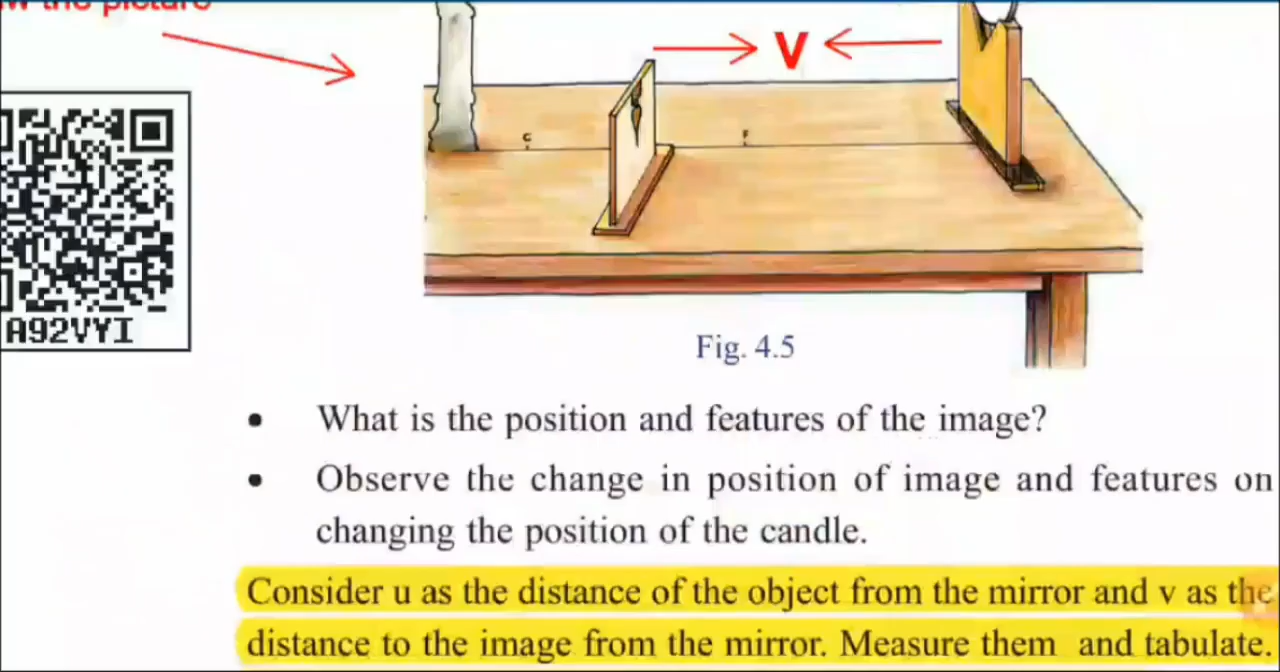 the picture
V
C
F
A92VYI
Fig. 4.5
• What is the position and features of the image?
• Observe the change in position of image and features on
changing the position of the candle.
Consider u as the distance of the object from the mirror and v as the
distance to the image from the mirror. Measure them and tabulate.